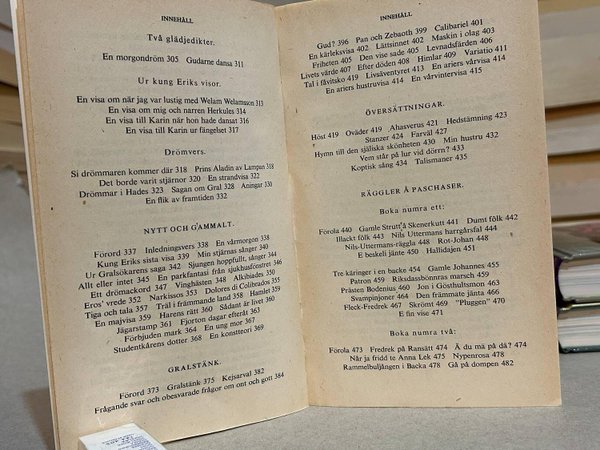 INNEHÅLL
Två glädjedikter.
En morgondröm 305 Gudarne dansa 311
Ur kung Eriks visor.
En visa om när jag var lustig med Welam Welamsson 313
En visa om mig och narren Herkules 314
En visa till Karin när hon hade dansat 316
En visa till Karin ur fängelset 317
Drömvers.
Si drömmaren kommer där 318 Prins Aladin av Lampan 318
Det borde varit stjärnor 320 En strandvisa 322
Drömmar i Hades 323 Sagan om Gral 328 Aningar 330
En flik av framtiden 332
NYTT OCH GAMMALT.
Förord 337 Inledningsvers 338 En vårmorgon 338
Kung Eriks sista visa 339 Min stjärnas sånger 340
Ur Gralsökarens saga 342 Sjungen hoppfullt, sånger 344
Allt eller intet 345 En parkfantasi från sjukhusfönstret 346
Ett drömackord 347 Vinghästen 348 Alkibiades 350
Eros' vrede 352 Narkissos 353 Dolores di Colibrados 355
Tiga och tala 357 Träl i främmande land 358 Hamlet 359
En majvisa 359 Harens rätt 360 Sådant är livet 360
Jägarstamp 361 Fjorton dagar efteråt 363
Förbjuden mark 364 En ung mor 367
Studentkårens dotter 368 En konstteori 369
GRALSTÄNK.
Förord 373 Gralstänk 375 Kejsarval 382
Frågande svar och obesvarade frågor om ont och gott 384
INNEHÅLL
Gud? 396 Pan och Zebaoth 399 Calibariel 401
En kärleksvisa 402 Lättsinnet 402 Maskin i olag 403
Friheten 405 Den vise sade 405 Levnadsfärden 406
Livets värde 407 Efter döden 408 Himlar 409 Variatio 411
Tal i fåvitsko 419 Livsäventyret 413 En ariers vårvisa 414
En ariers hustruvisa 414 En vårvintervisa 415
ÖVERSÄTTNINGAR.
Höst 419 Oväder 419 Ahasverus 421 Hedstämning 423
Stanzer 424 Farväl 427
Hymn till den själiska skönheten 430 Min hustru 432
Vem står på lur vid dörrn? 433
Koptisk sång 434 Talismaner 435
RÄGGLER Å PASCHASER.
Boka numra ett:
Förola 440 Gamle Strutt'ů Skenerkutt 441 Dumt fölk 442
Illackt fölk 443 Nils Uttermans harrgårsfal 444
Nils-Uttermans-räggla 448 Rot-Johan 448
E beskeli jänte 450 Hallidajen 451
Tre käringer i en backe 454 Gamle Johannes 455
Patron 459 Riksdassbönnras marsch 459
Prästen Bodenius 460 Jon i Gösthultsmon 462
Svampinjoner 464 Den främmate jänta 466
Fleck-Fredrek 467 Skrömt 469 "Pluggen" 470
E fin vise 471
Boka numra två:
Förola 473 Fredrek på Ransätt 474 Ä du mä på dä? 474
När ja fridd te Anna Lek 475 Nypenrosa 478
Rammelbuljängen i Backa 478 Gå på dompen 482